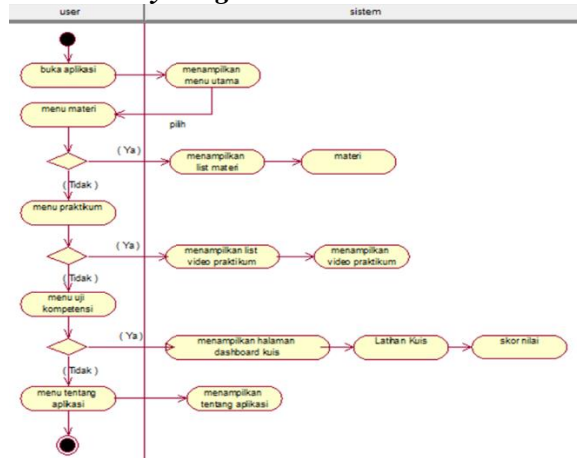 user sistem
buka aplikasi
menampilkan
menu utama
menu materi
pilih
( Ya )
menampilkan
list materi
materi
( Tidak )
menu praktikum
( Ya )
menampilkan list
video praktikum
menampilkan
video praktikum
( Tidak )
menu uji
kompetensi
( Ya )
menampilkan halaman
dashboard kuis
Latihan Kuis
skor nilai
( Tidak )
menu tentang
aplikasi
menampilkan
tentang aplikasi